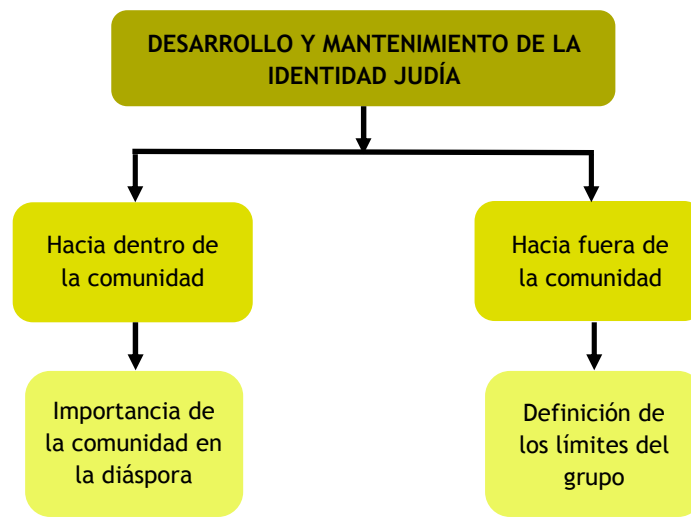 DESARROLLO Y MANTENIMIENTO DE LA
IDENTIDAD JUDÍA
Hacia dentro de
la comunidad
Hacia fuera de
la comunidad
Importancia de
la comunidad en
la diáspora
Definición de
los límites del
grupo